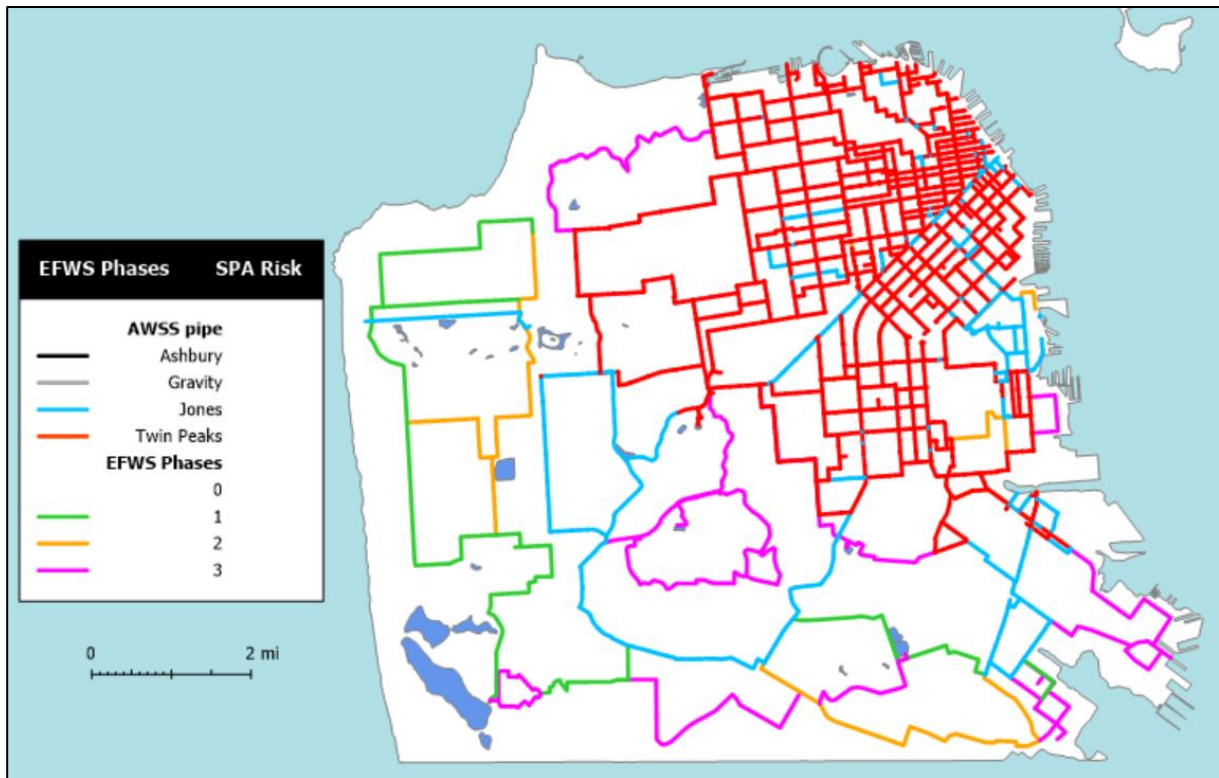 EFWS Phases SPA Risk
AWSS pipe
Ashbury
Gravity
Jones
Twin Peaks
EFWS Phases
0
1
2
3
0 2 mi